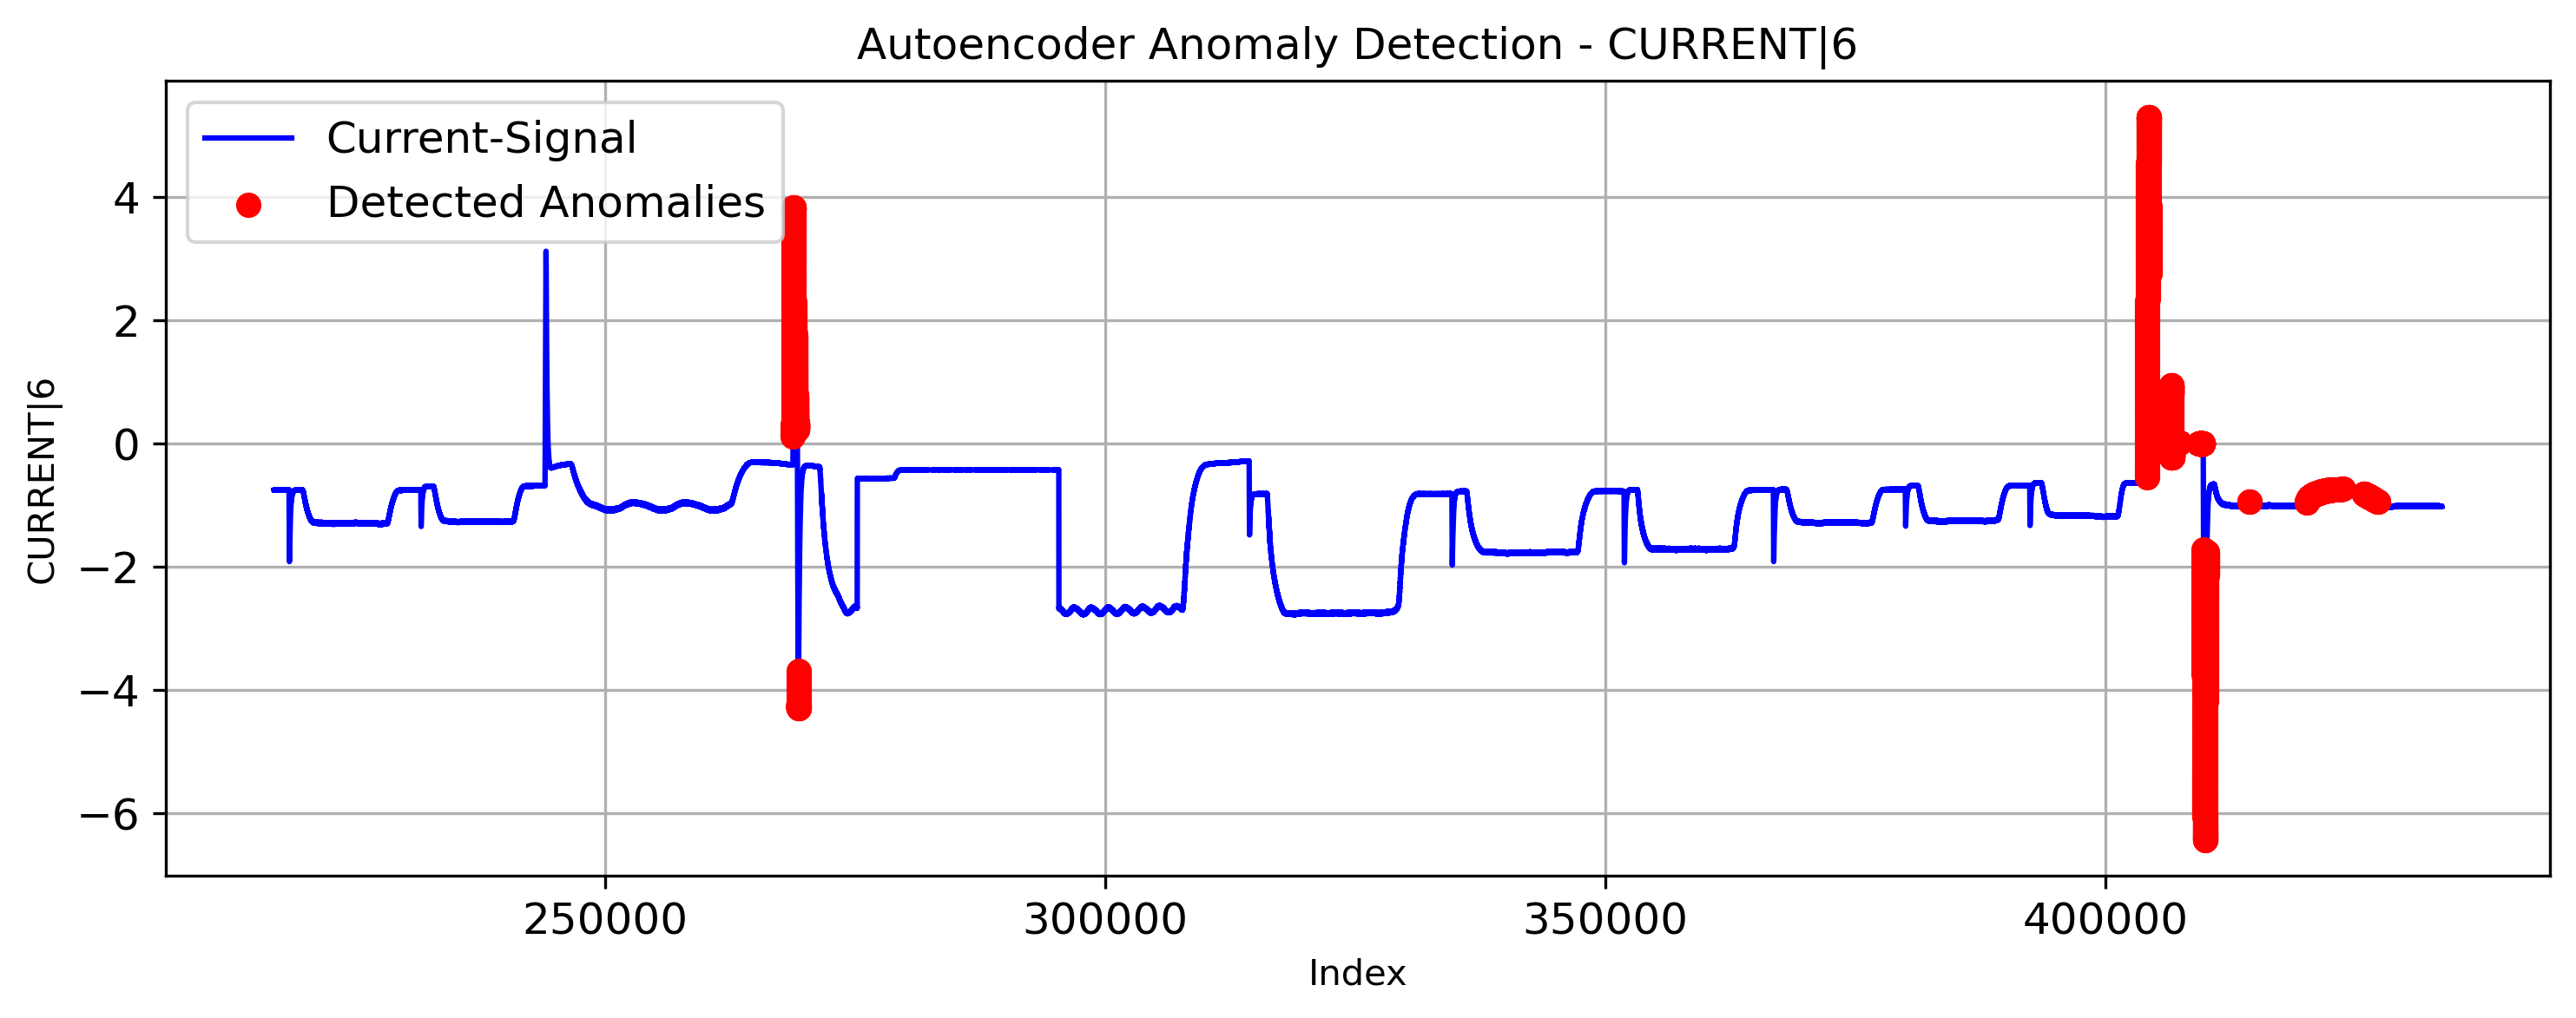 Autoencoder Anomaly Detection - CURRENT|6
Current-Signal
Detected Anomalies
CURRENT|6
4
2
0
−2
−4
−6
250000
300000
350000
400000
Index